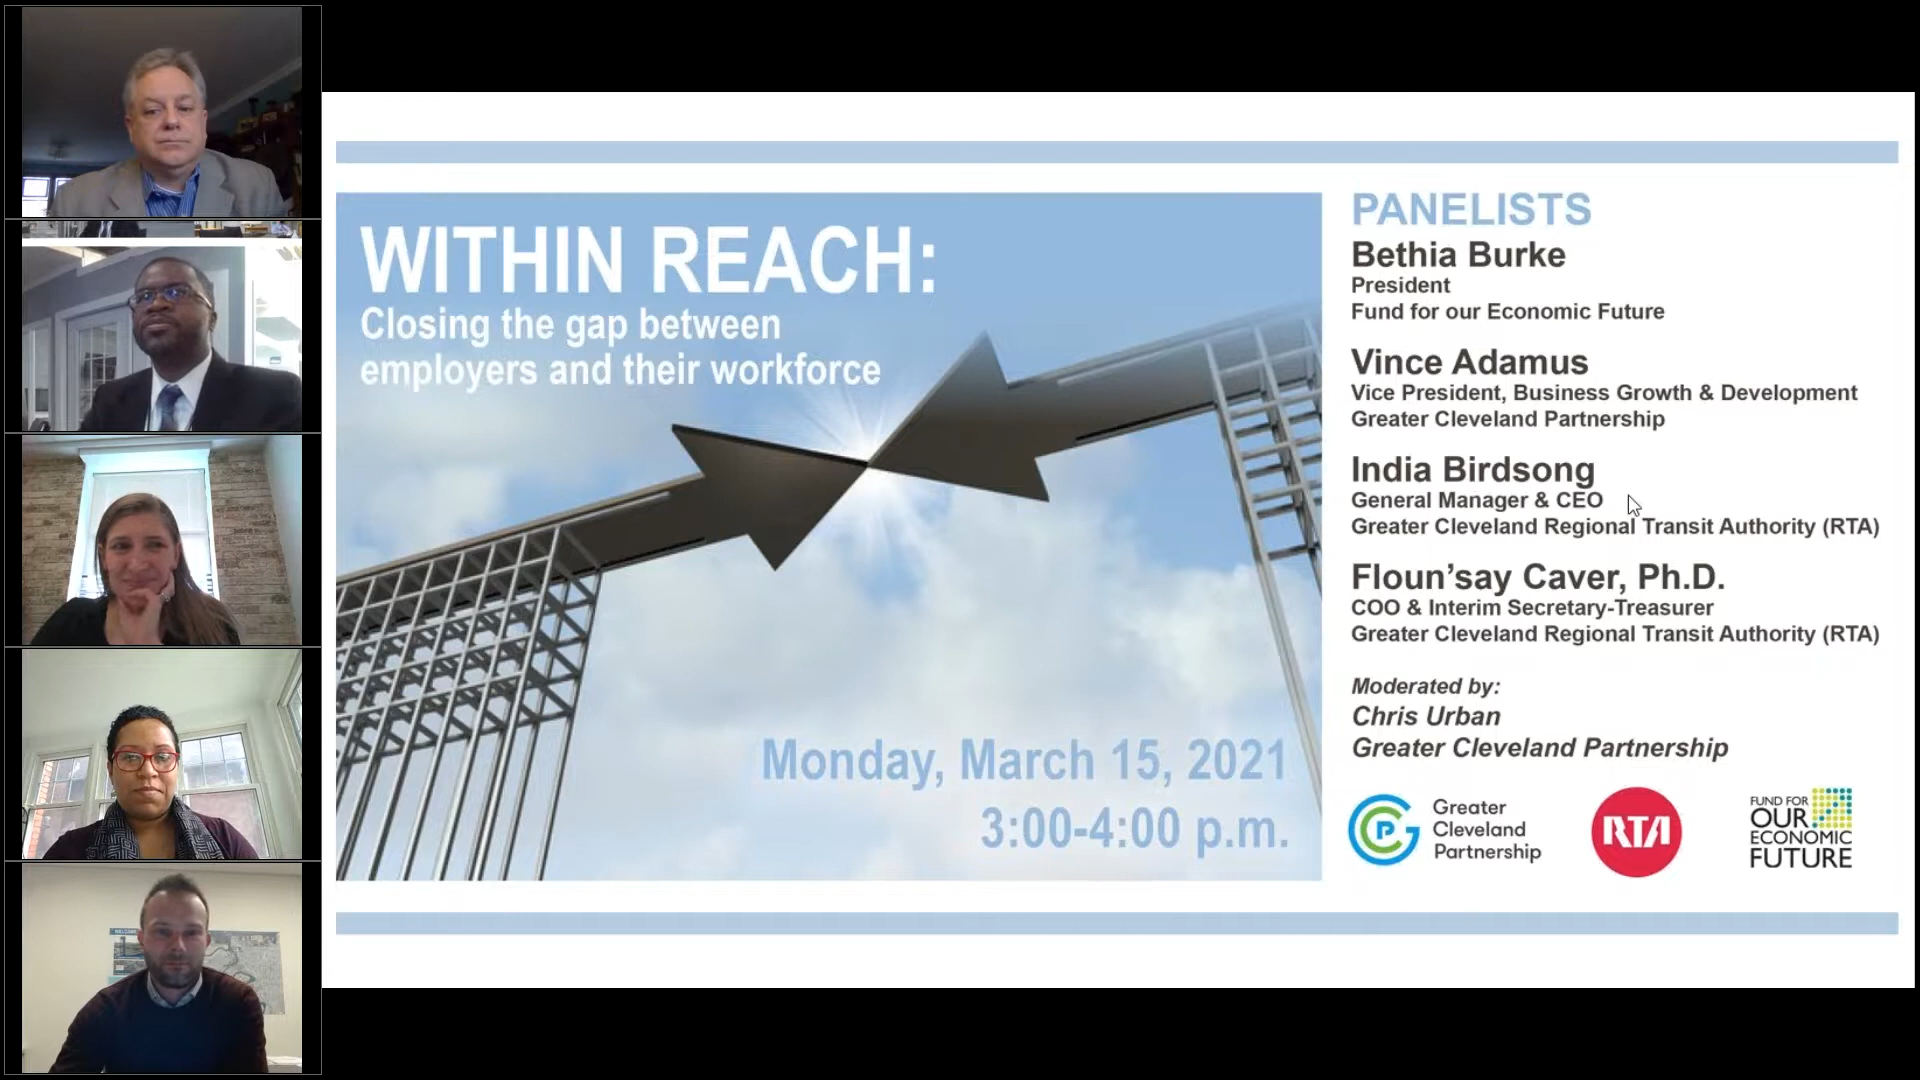 WITHIN REACH:
Closing the gap between
employers and their workforce
Monday, March 15, 2021
3:00-4:00 p.m.
PANELISTS
Bethia Burke
President
Fund for our Economic Future
Vince Adamus
Vice President, Business Growth & Development
Greater Cleveland Partnership
India Birdsong
General Manager & CEO
Greater Cleveland Regional Transit Authority (RTA)
Floun'say Caver, Ph.D.
COO & Interim Secretary-Treasurer
Greater Cleveland Regional Transit Authority (RTA)
Moderated by:
Chris Urban
Greater Cleveland Partnership
GCP
Greater
Cleveland
Partnership
RTA
FUND FOR
OUR
ECONOMIC
FUTURE
WELCOME